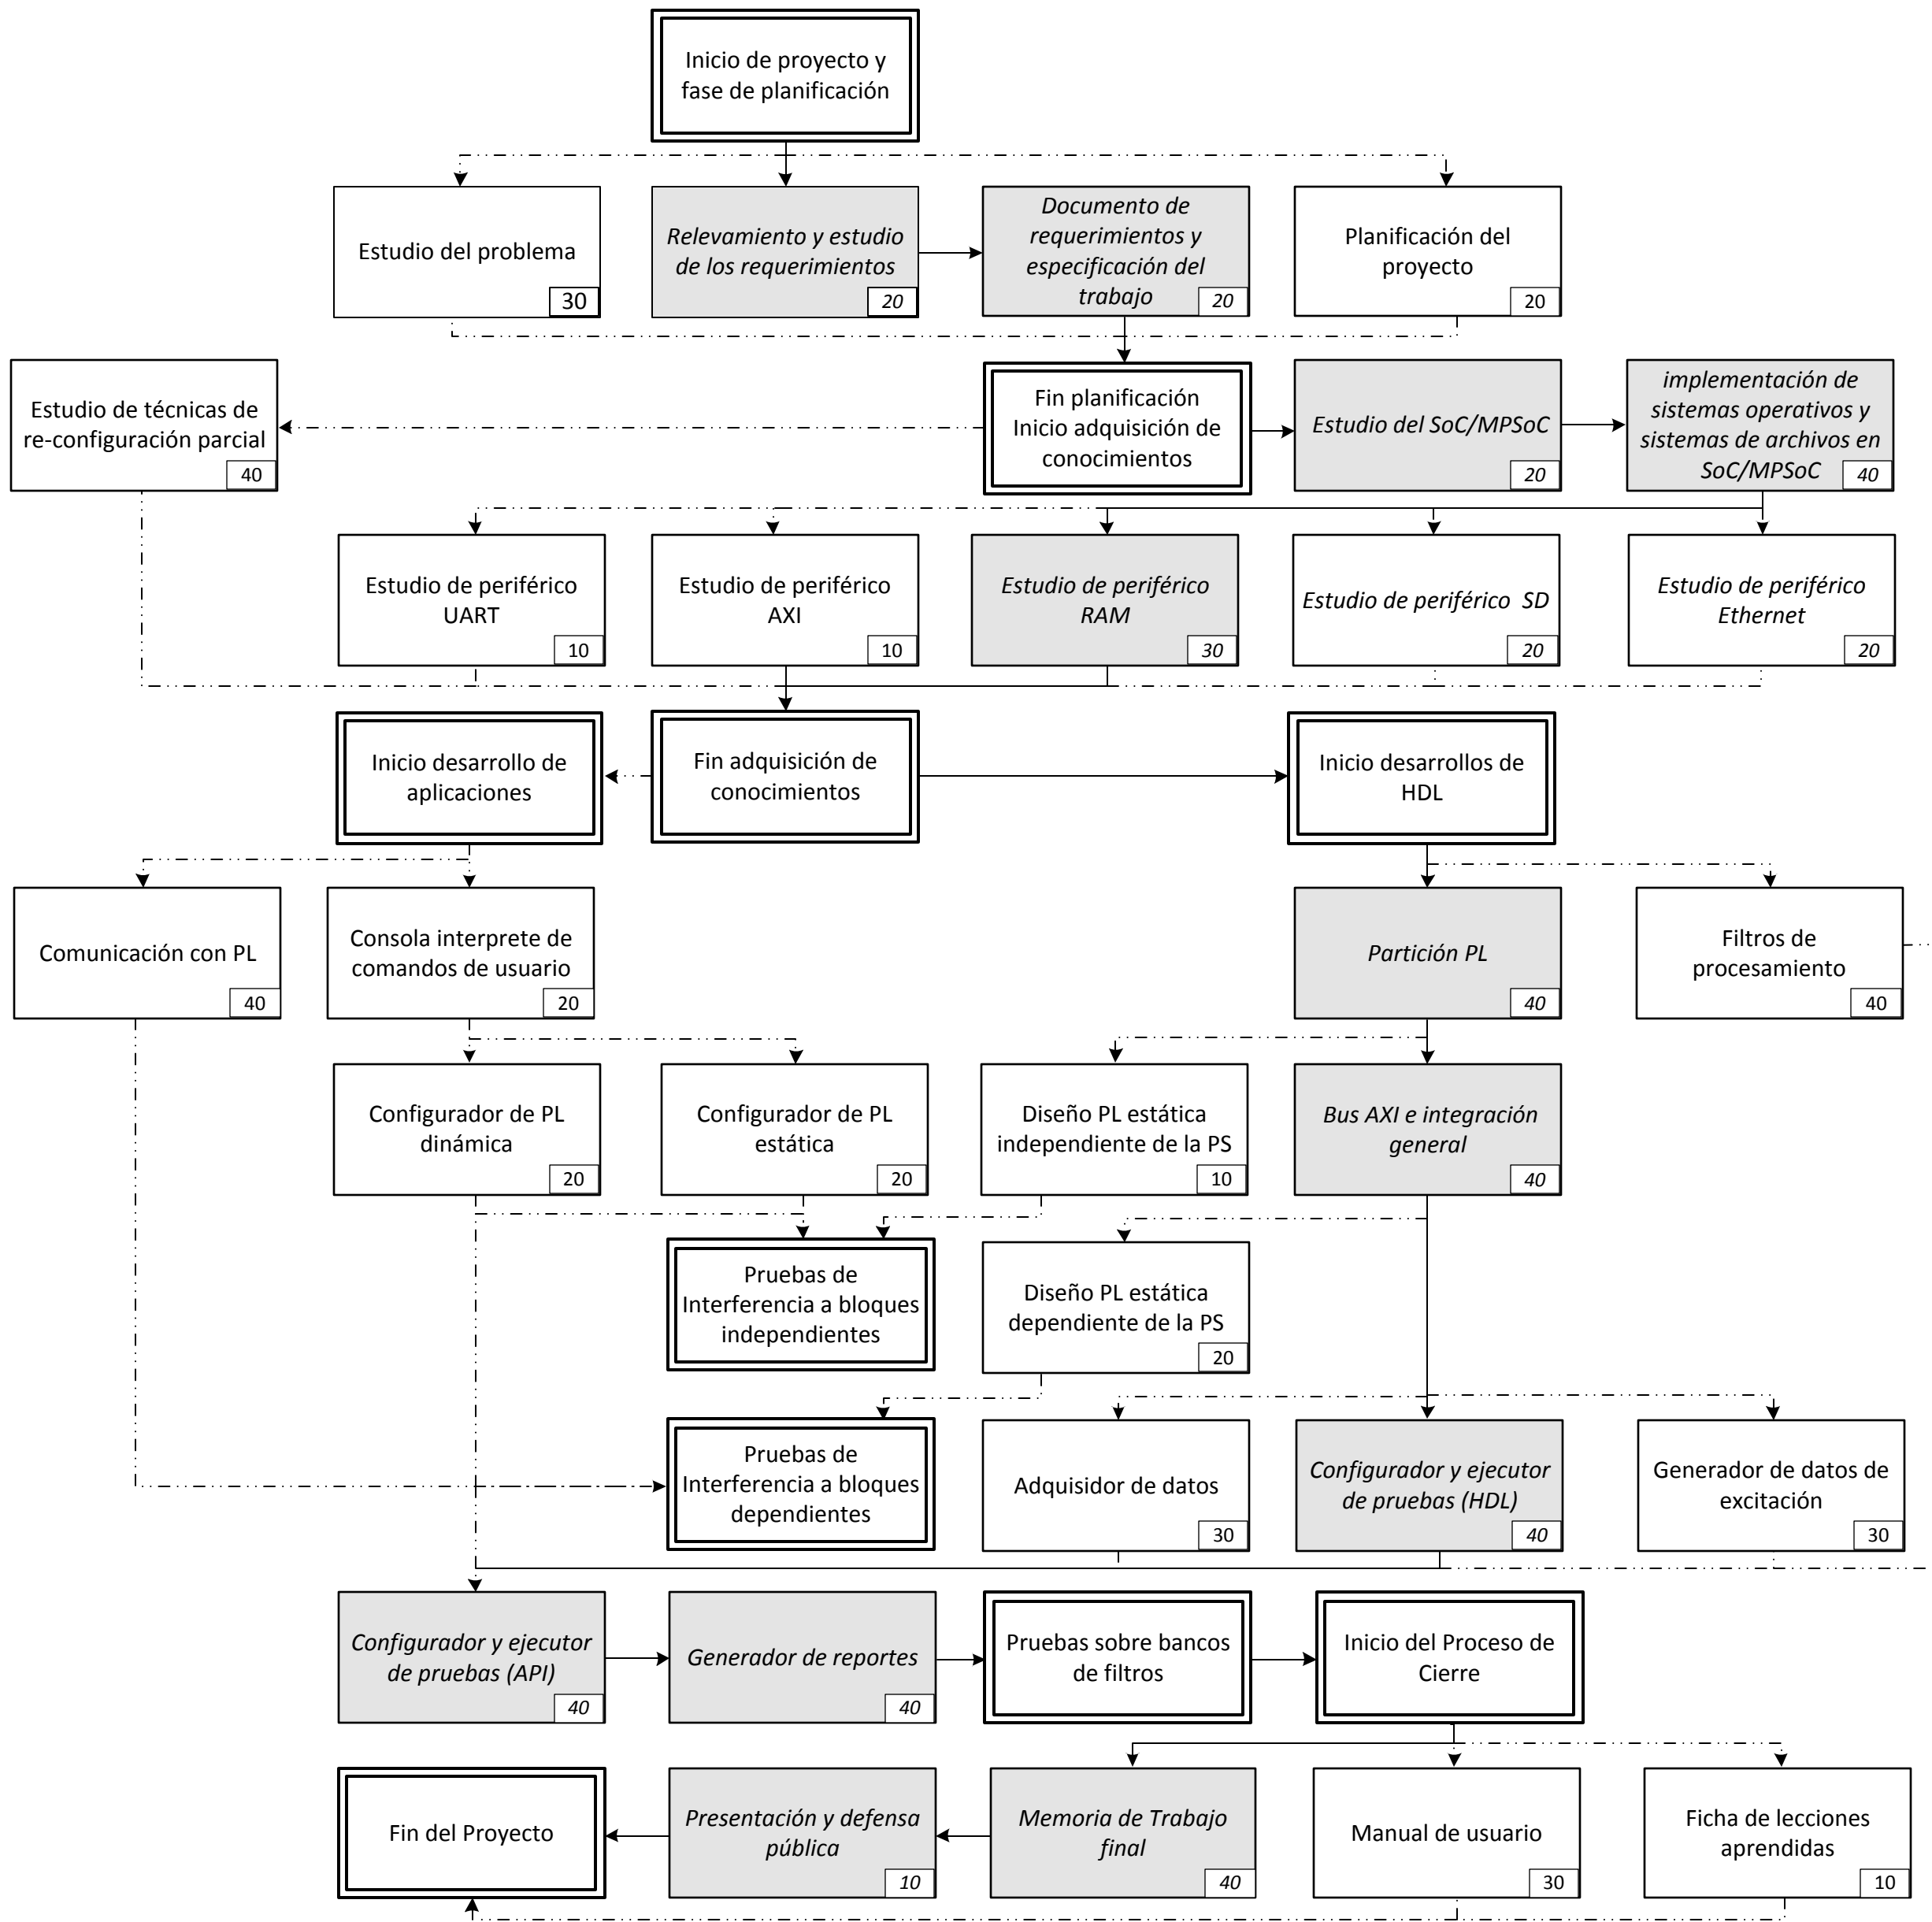 Inicio de proyecto y
fase de planificación
Estudio del problema
30
Relevamiento y estudio
de los requerimientos
20
Documento de
requerimientos y
especificación del
trabajo
20
Planificación del
proyecto
20
Estudio de técnicas de
re-configuración parcial
40
Fin planificación
Inicio adquisición de
conocimientos
Estudio del SoC/MPSoC
20
implementación de
sistemas operativos y
sistemas de archivos en
SoC/MPSoC
40
Estudio de periférico
UART
10
Estudio de periférico
AXI
10
Estudio de periférico
RAM
30
Estudio de periférico SD
20
Estudio de periférico
Ethernet
20
Inicio desarrollo de
aplicaciones
Fin adquisición de
conocimientos
Inicio desarrollos de
HDL
Comunicación con PL
40
Consola interprete de
comandos de usuario
20
Partición PL
40
Filtros de
procesamiento
40
Configurador de PL
dinámica
20
Configurador de PL
estática
20
Diseño PL estática
independiente de la PS
10
Bus AXI e integración
general
40
Pruebas de
Interferencia a bloques
independientes
Diseño PL estática
dependiente de la PS
20
Pruebas de
Interferencia a bloques
dependientes
Adquisidor de datos
30
Configurador y ejecutor
de pruebas (HDL)
40
Generador de datos de
excitación
30
Configurador y ejecutor
de pruebas (API)
40
Generador de reportes
40
Pruebas sobre bancos
de filtros
Inicio del Proceso de
Cierre
Fin del Proyecto
Presentación y defensa
pública
10
Memoria de Trabajo
final
40
Manual de usuario
30
Ficha de lecciones
aprendidas
10